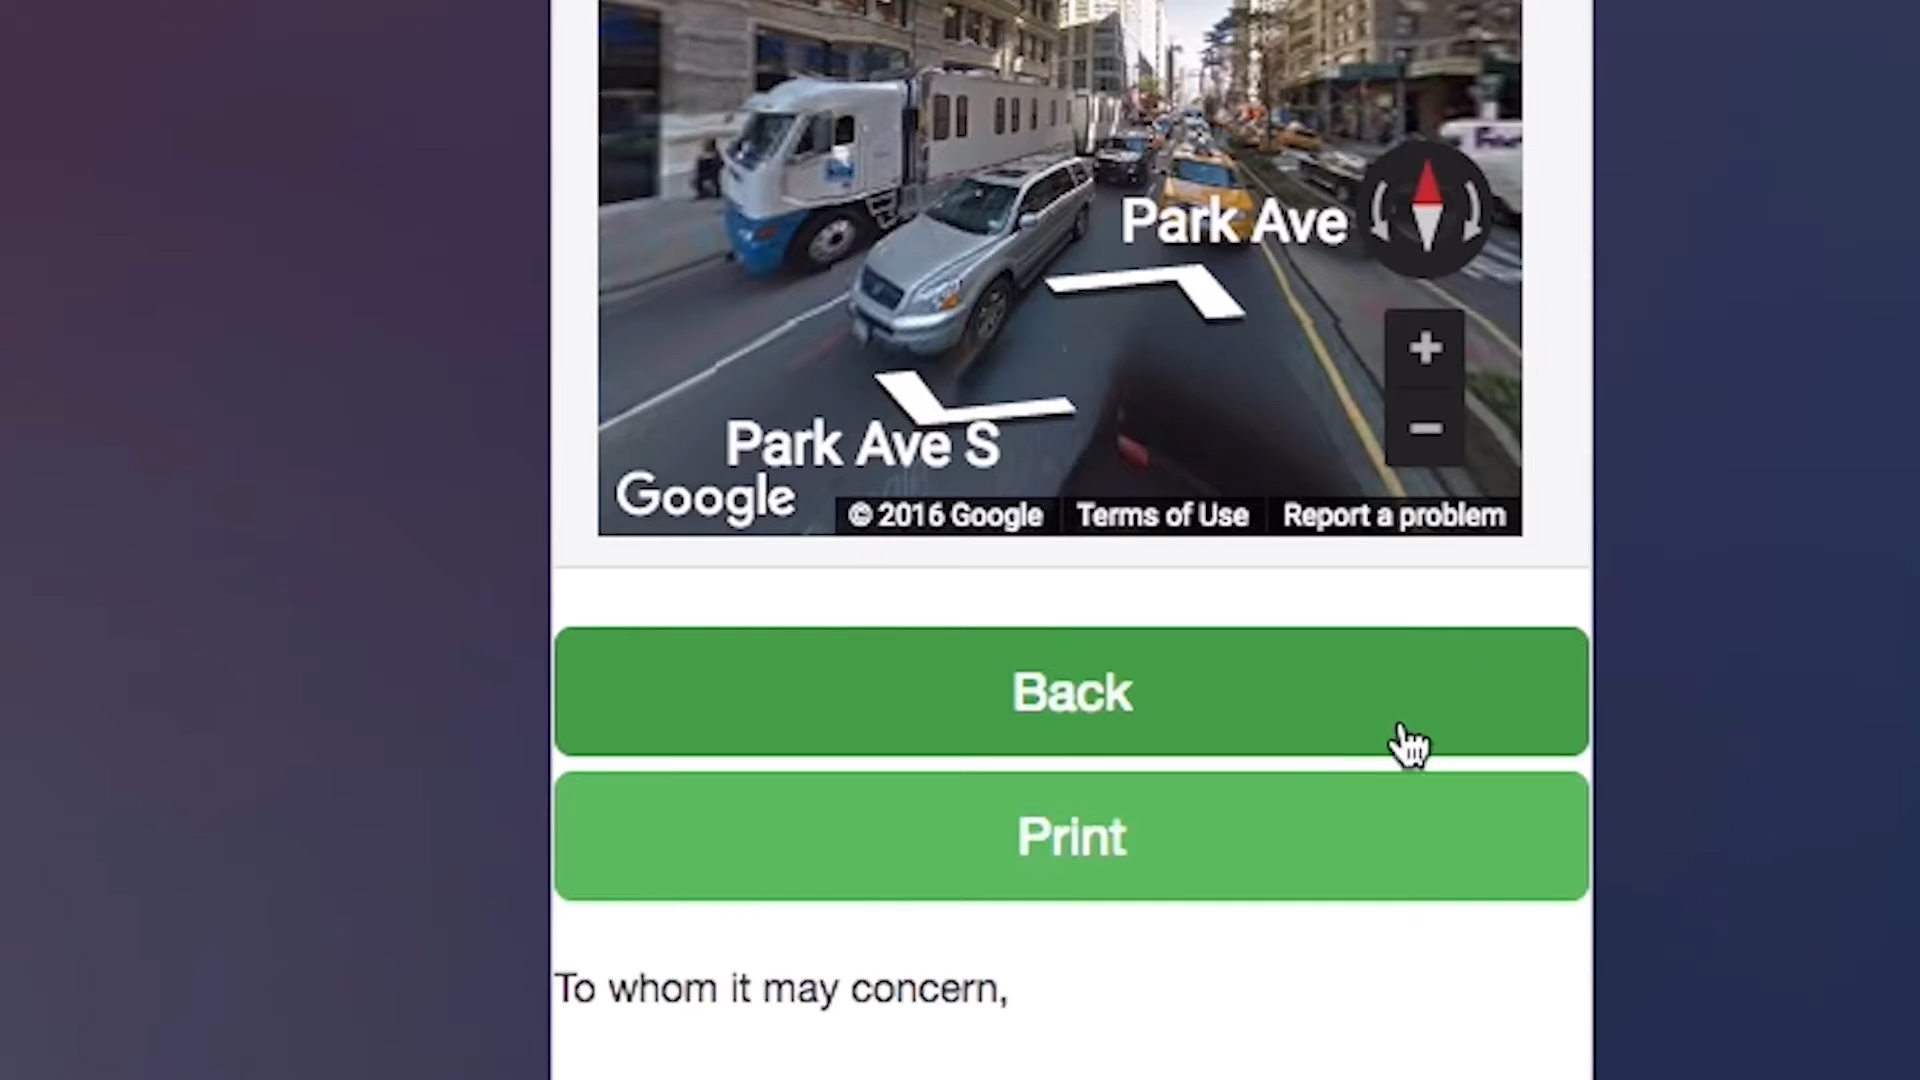 Park Ave
Park Ave S
Google
© 2016 Google Terms of Use Report a problem
Back
Print
To whom it may concern,